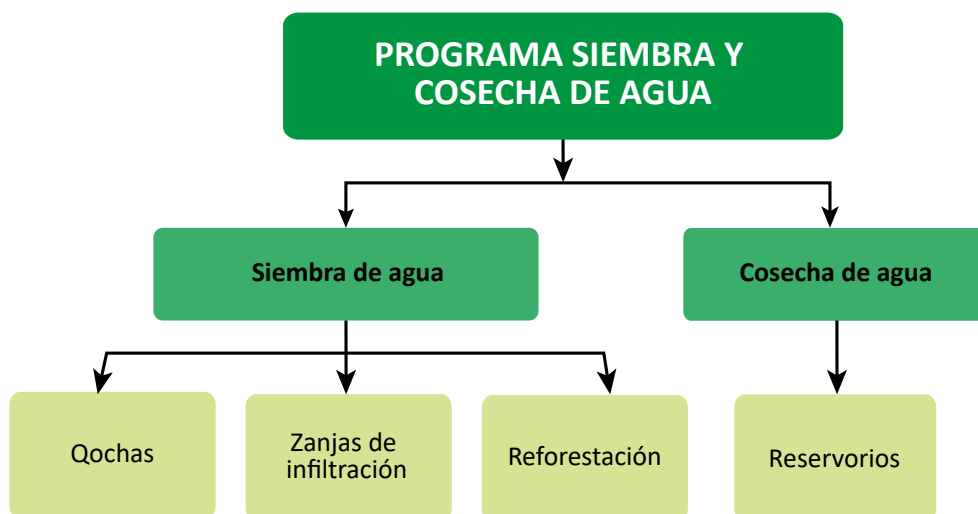 PROGRAMA SIEMBRA Y
COSECHA DE AGUA
Siembra de agua
Cosecha de agua
Qochas
Zanjas de
infiltración
Reforestación
Reservorios